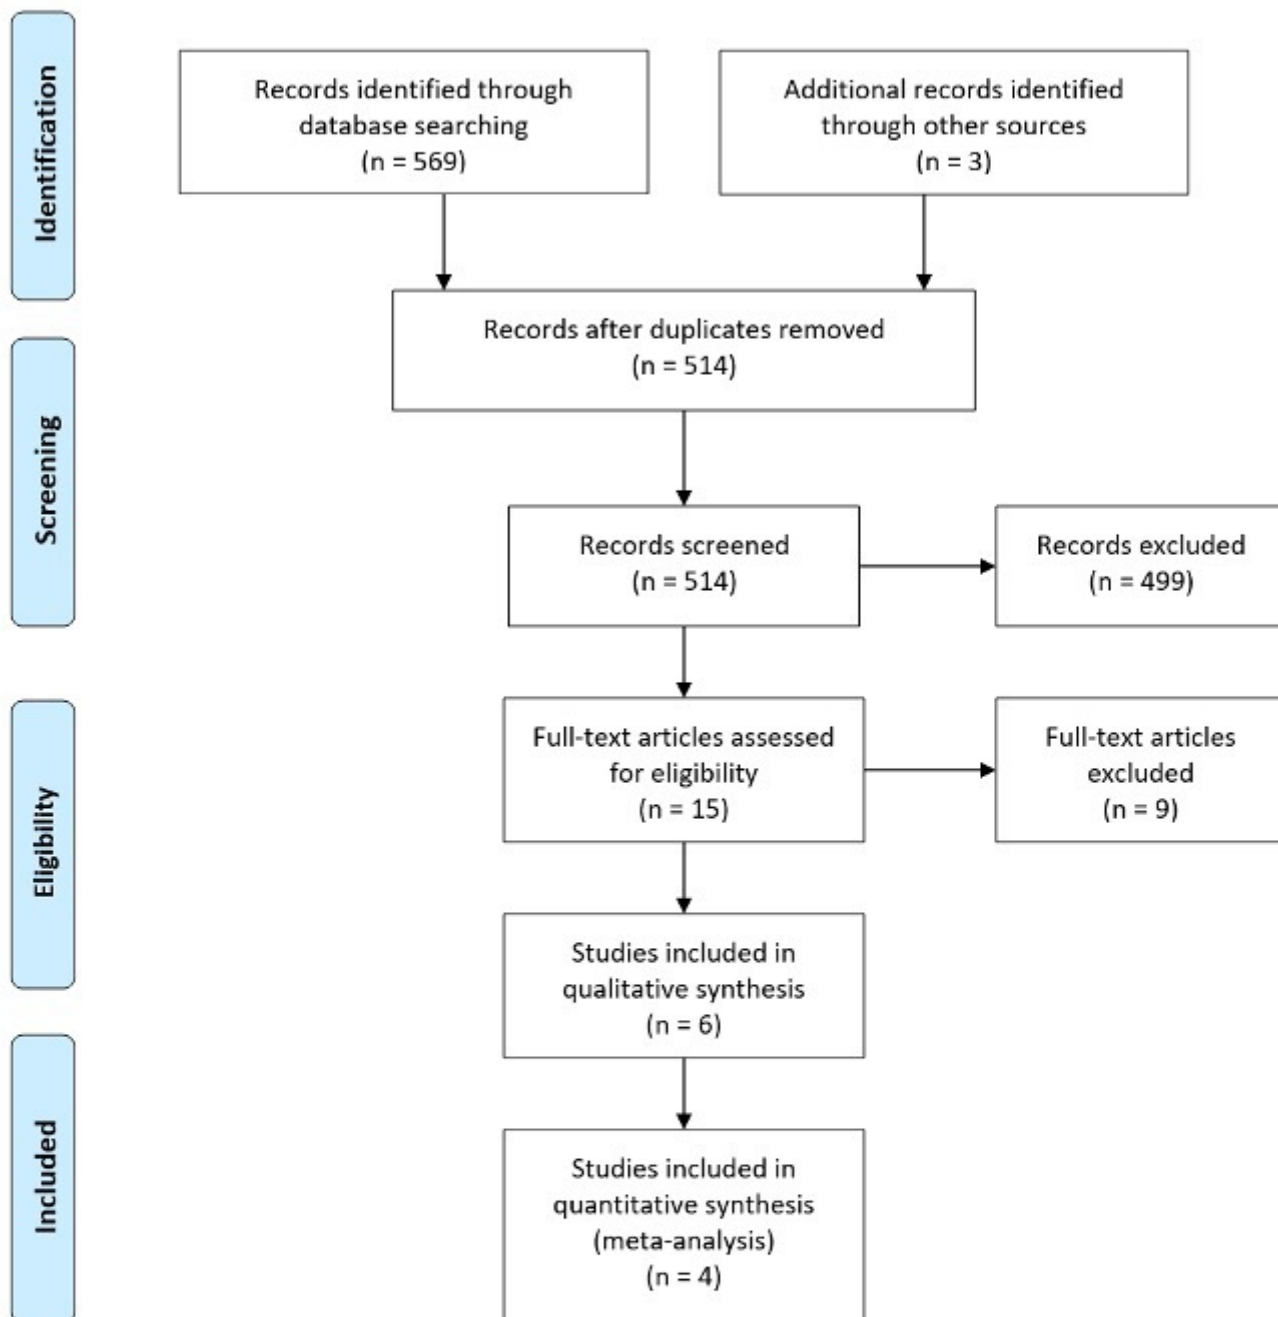 Identification
Records identified through
database searching
(n = 569)
Additional records identified
through other sources
(n = 3)
Records after duplicates removed
(n = 514)
Screening
Records screened
(n = 514)
Records excluded
(n = 499)
Eligibility
Full-text articles assessed
for eligibility
(n = 15)
Full-text articles
excluded
(n = 9)
Studies included in
qualitative synthesis
(n = 6)
Included
Studies included in
quantitative synthesis
(meta-analysis)
(n = 4)